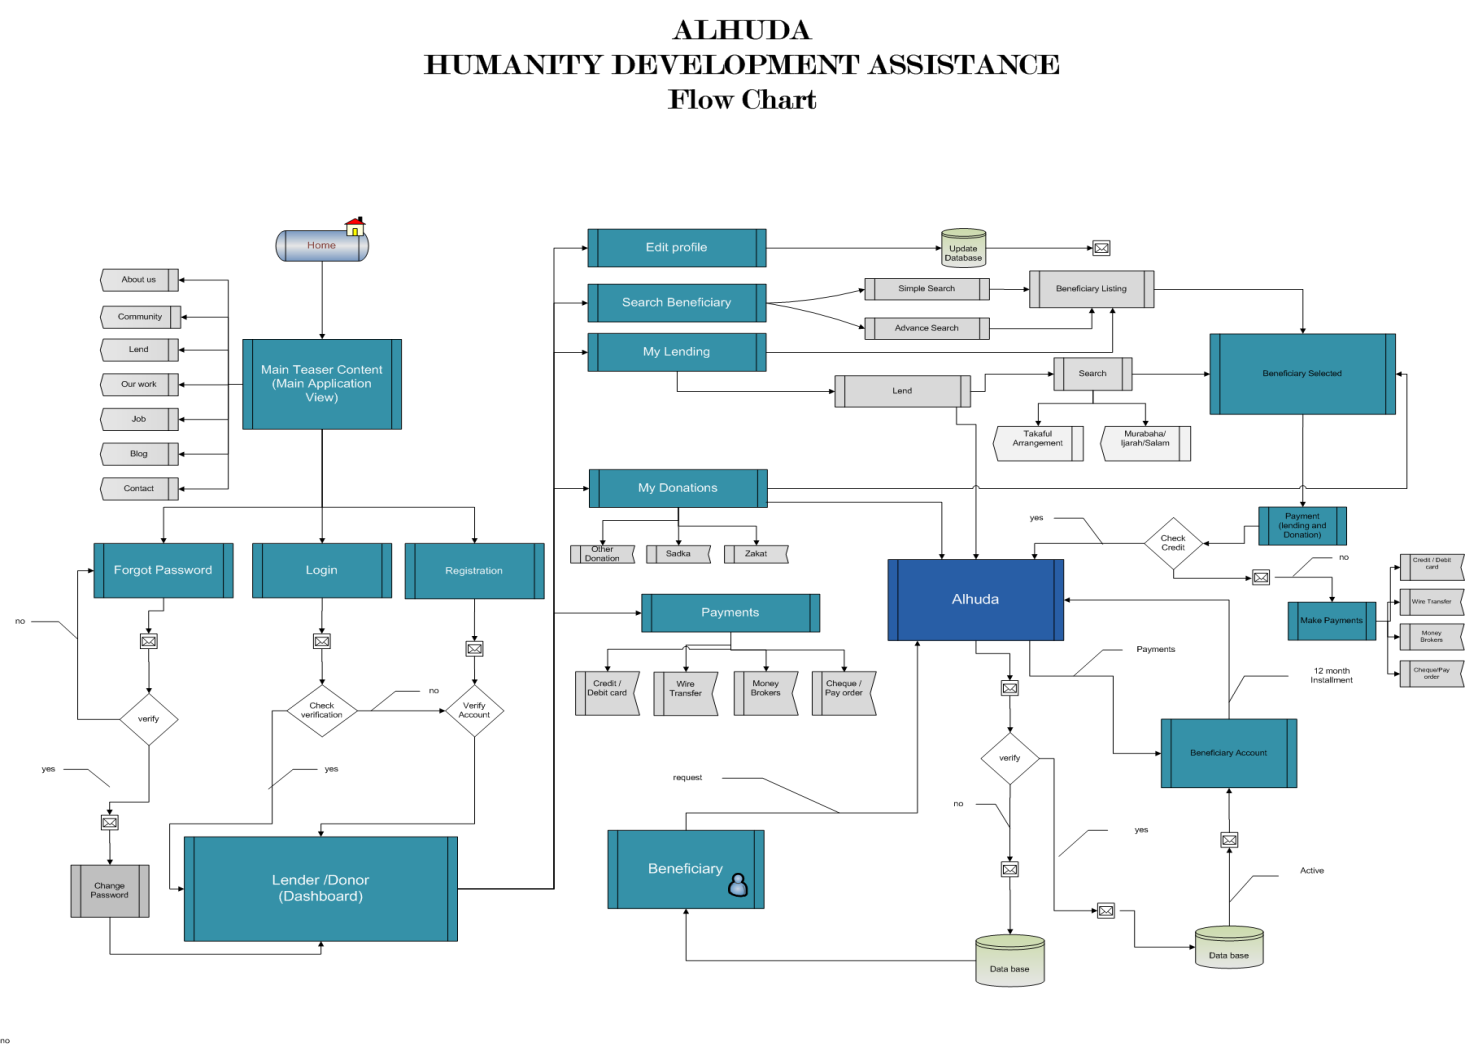 ALHUDA
HUMANITY DEVELOPMENT ASSISTANCE
Flow Chart
Home
About us
Community
Lend
Our work
Job
Blog
Contact
Main Teaser Content
(Main Application
View)
Forgot Password
Login
Registration
no
verify
Check
verification
no
Verify
Account
yes
yes
Change
Password
Lender /Donor
(Dashboard)
Edit profile
Update
Database
Search Beneficiary
Simple Search
Advance Search
Beneficiary Listing
My Lending
Lend
Search
Takaful
Arrangement
Murabaha/
Ijarah/Salam
Beneficiary Selected
My Donations
Other
Donation
Sadka
Zakat
yes
Check
Credit
Payment
(lending and
Donation)
no
Make Payments
Credit / Debit
card
Wire Transfer
Money
Brokers
Cheque/Pay
order
Payments
Credit /
Debit card
Wire
Transfer
Money
Brokers
Cheque /
Pay order
Alhuda
Payments
12 month
Installment
Beneficiary Account
verify
request
no
yes
Active
Beneficiary
Data base
Data base
no